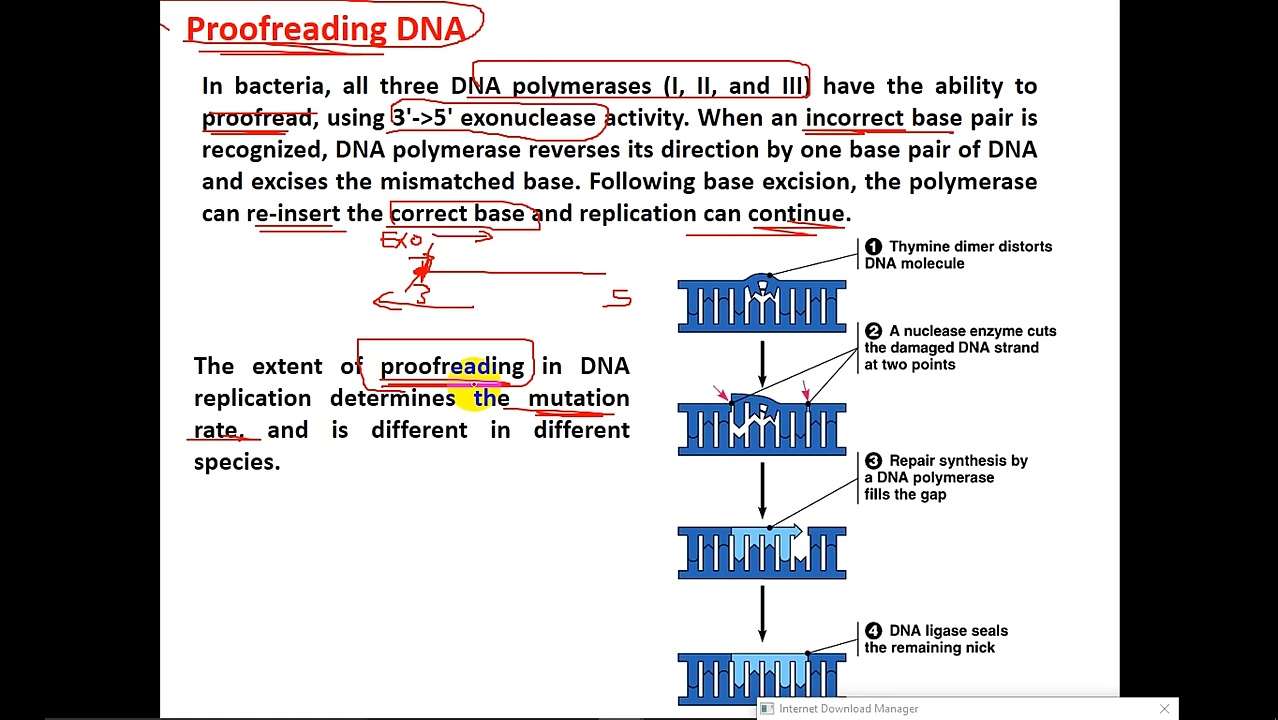 Proofreading DNA
In bacteria, all three DNA polymerases (I, II, and III) have the ability to
proofread, using 3'->5' exonuclease activity. When an incorrect base pair is
recognized, DNA polymerase reverses its direction by one base pair of DNA
and excises the mismatched base. Following base excision, the polymerase
can re-insert the correct base and replication can continue.
Exo
3
5
The extent of proofreading in DNA
replication determines the mutation
rate, and is different in different
species.
1 Thymine dimer distorts
DNA molecule
2 A nuclease enzyme cuts
the damaged DNA strand
at two points
3 Repair synthesis by
a DNA polymerase
fills the gap
4 DNA ligase seals
the remaining nick
Internet Download Manager